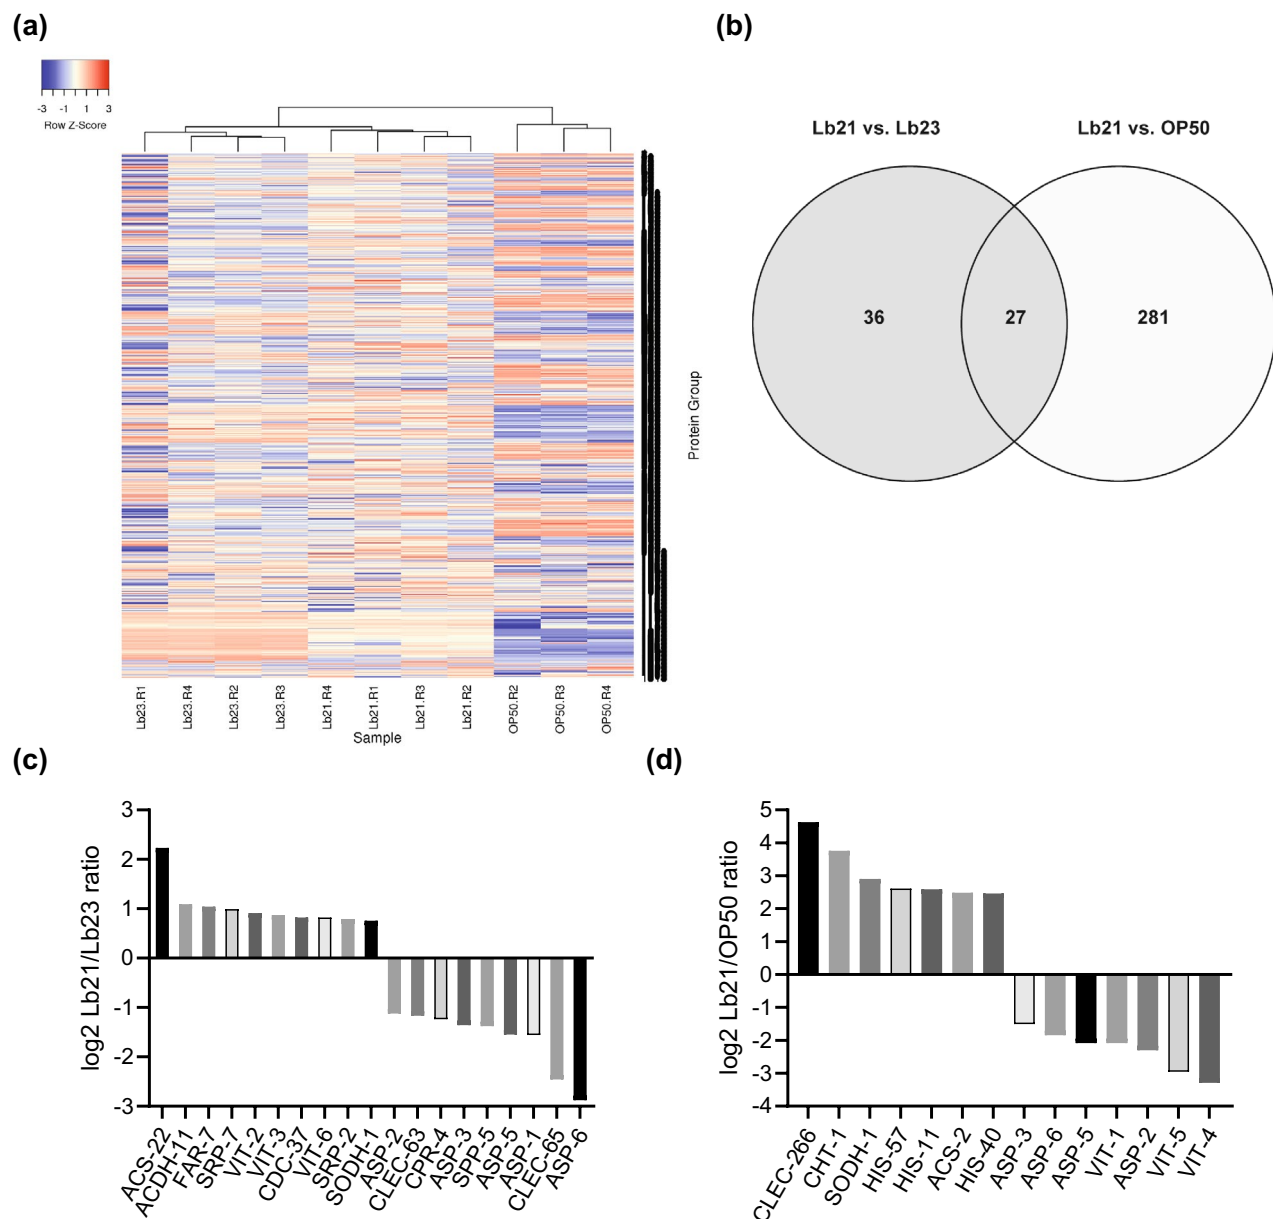 (a)
-3 -1 1 3
Row Z-Score
Lb23.R1
Lb23.R4
Lb23.R2
Lb23.R3
Lb21.R4
Lb21.R1
Lb21.R3
Lb21.R2
OP50.R2
OP50.R3
OP50.R4
Sample
Protein Group
(b)
Lb21 vs. Lb23
Lb21 vs. OP50
36
27
281
(c)
log2 Lb21/Lb23 ratio
3
2
1
0
-1
-2
-3
ACS-22
ACDH-11
FAR-7
SRP-7
VIT-2
VIT-3
CDC-37
VIT-6
SRP-2
SODH-1
ASP-2
CLEC-63
CPR-4
ASP-3
SPP-5
ASP-5
ASP-1
CLEC-65
ASP-6
(d)
log2 Lb21/OP50 ratio
5
4
3
2
1
0
-1
-2
-3
-4
CLEC-266
CHT-1
SODH-1
HIS-57
HIS-11
ACS-2
HIS-40
ASP-3
ASP-6
ASP-5
VIT-1
ASP-2
VIT-5
VIT-4